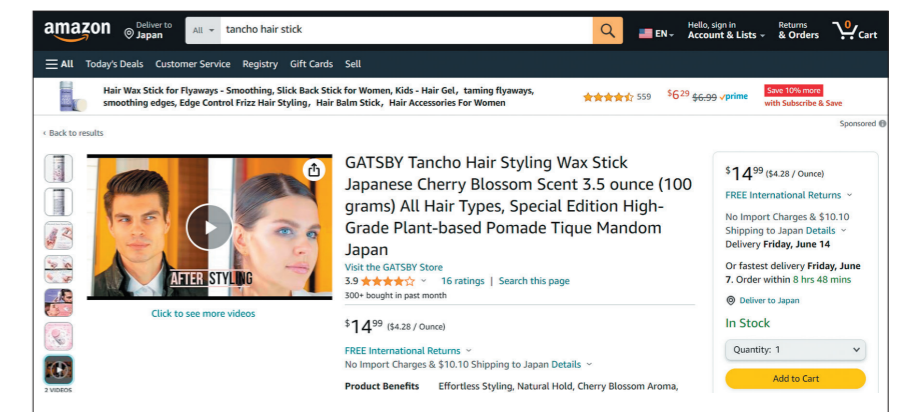 amazon
Deliver to
Japan
All
tancho hair stick
EN
Hello, sign in
Account & Lists
Returns
& Orders
0
Cart
All
Today's Deals
Customer Service
Registry
Gift Cards
Sell
Hair Wax Stick for Flyaways - Smoothing, Slick Back Stick for Women, Kids - Hair Gel, taming flyaways,
smoothing edges, Edge Control Frizz Hair Styling, Hair Balm Stick, Hair Accessories For Women
559
$6.29 $6.99 prime
Save 10% more
with Subscribe & Save
Sponsored
‹ Back to results
AFTER STYLING
Click to see more videos
3 VIDEOS
GATSBY Tancho Hair Styling Wax Stick
Japanese Cherry Blossom Scent 3.5 ounce (100
grams) All Hair Types, Special Edition High-
Grade Plant-based Pomade Tique Mandom
Japan
Visit the GATSBY Store
3.9 16 ratings | Search this page
300+ bought in past month
$14.99 ($4.28 / Ounce)
FREE International Returns
No Import Charges & $10.10 Shipping to Japan Details
Product Benefits Effortless Styling, Natural Hold, Cherry Blossom Aroma,
$14.99 ($4.28 / Ounce)
FREE International Returns
No Import Charges & $10.10
Shipping to Japan Details
Delivery Friday, June 14
Or fastest delivery Friday, June
7. Order within 8 hrs 48 mins
Deliver to Japan
In Stock
Quantity: 1
Add to Cart